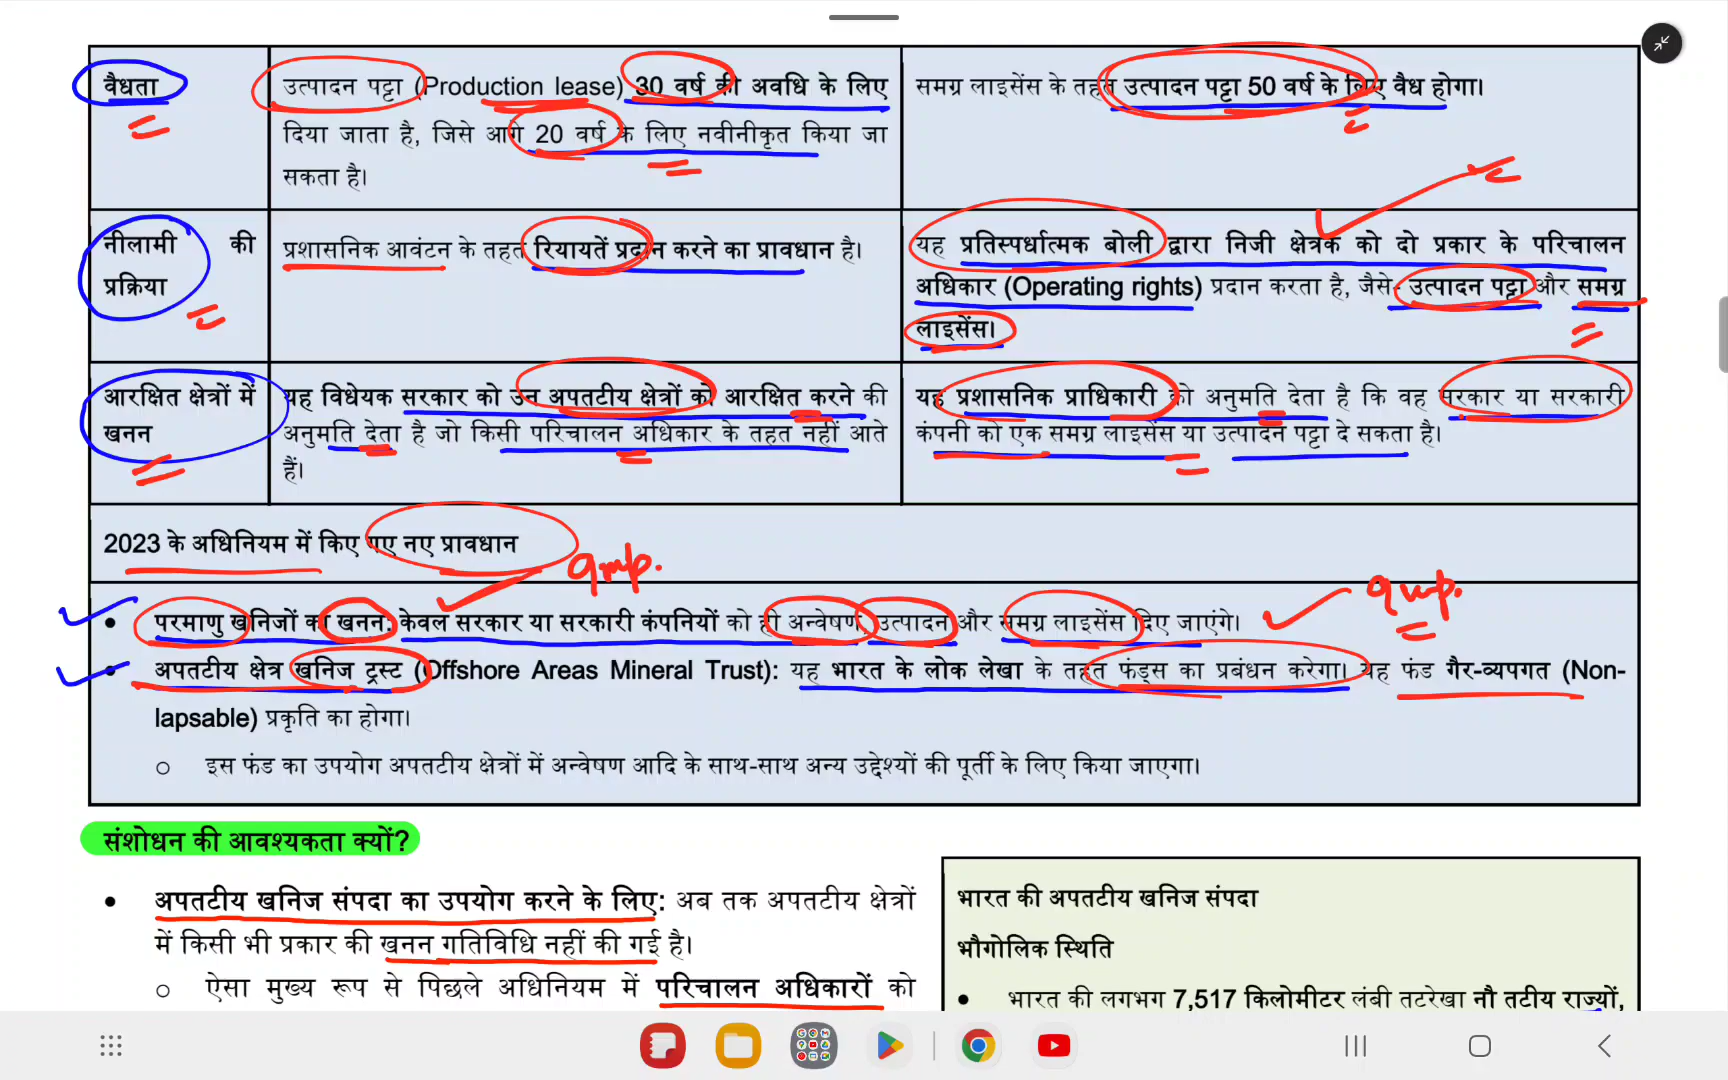 वैधता
उत्पादन पट्टा (Production lease) 30 वर्ष की अवधि के लिए
दिया जाता है, जिसे आगे 20 वर्ष के लिए नवीनीकृत किया जा
सकता है।
समग्र लाइसेंस के तहत उत्पादन पट्टा 50 वर्ष के लिए वैध होगा।
नीलामी की
प्रक्रिया
प्रशासनिक आवंटन के तहत रियायतें प्रदान करने का प्रावधान है।
यह प्रतिस्पर्धात्मक बोली द्वारा निजी क्षेत्रक को दो प्रकार के परिचालन
अधिकार (Operating rights) प्रदान करता है, जैसे- उत्पादन पट्टा और समग्र
लाइसेंस।
आरक्षित क्षेत्रों में
खनन
यह विधेयक सरकार को उन अपतटीय क्षेत्रों को आरक्षित करने की
अनुमति देता है जो किसी परिचालन अधिकार के तहत नहीं आते
हैं।
यह प्रशासनिक प्राधिकारी को अनुमति देता है कि वह सरकार या सरकारी
कंपनी को एक समग्र लाइसेंस या उत्पादन पट्टा दे सकता है।
2023 के अधिनियम में किए गए नए प्रावधान
• परमाणु खनिजों का खनन: केवल सरकार या सरकारी कंपनियों को ही अन्वेषण, उत्पादन और समग्र लाइसेंस दिए जाएंगे।
• अपतटीय क्षेत्र खनिज ट्रस्ट (Offshore Areas Mineral Trust): यह भारत के लोक लेखा के तहत फंड्स का प्रबंधन करेगा। यह फंड गैर-व्यपगत (Non-
lapsable) प्रकृति का होगा।
o इस फंड का उपयोग अपतटीय क्षेत्रों में अन्वेषण आदि के साथ-साथ अन्य उद्देश्यों की पूर्ती के लिए किया जाएगा।
संशोधन की आवश्यकता क्यों?
• अपतटीय खनिज संपदा का उपयोग करने के लिए: अब तक अपतटीय क्षेत्रों
में किसी भी प्रकार की खनन गतिविधि नहीं की गई है।
o ऐसा मुख्य रूप से पिछले अधिनियम में परिचालन अधिकारों को
भारत की अपतटीय खनिज संपदा
भौगोलिक स्थिति
• भारत की लगभग 7,517 किलोमीटर लंबी तटरेखा नौ तटीय राज्यों,